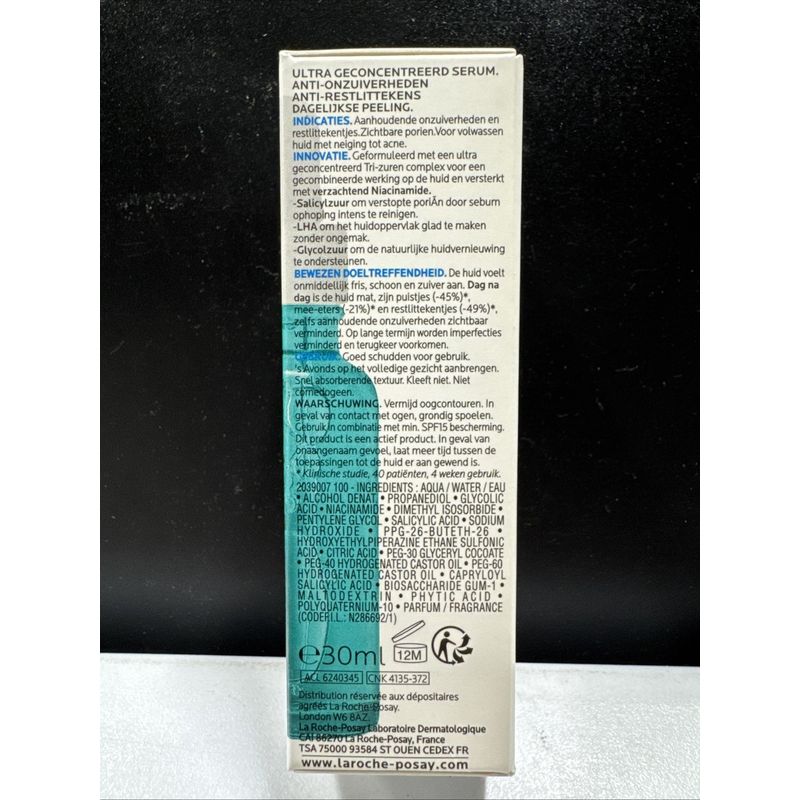 ULTRA GECONCENTREERD SERUM.
ANTI-ONZUIVERHEDEN
ANTI-RESTLITTEKENS
DAGELIJKSE PEELING.
INDICATIES. Aanhoudende onzuiverheden en
restlittekentjes.Zichtbare porien.Voor volwassen
huid met neiging tot acne.
INNOVATIE. Geformuleerd met een ultra
geconcentreerd Tri-zuren complex voor een
gecombineerde werking op de huid en versterkt
met verzachtend Niacinamide.
-Salicylzuur om verstopte poriÃn door sebum
ophoping intens te reinigen.
-LHA om het huidoppervlak glad te maken
zonder ongemak.
-Glycolzuur om de natuurlijke huidvernieuwing
te ondersteunen.
BEWEZEN DOELTREFFENDHEID. De huid voelt
onmiddellijk fris, schoon en zuiver aan. Dag na
dag is de huid mat, zijn puistjes (-45%)*,
mee-eters (-21%)* en restlittekentjes (-49%)*,
zelfs aanhoudende onzuiverheden zichtbaar
verminderd. Op lange termijn worden imperfecties
verminderd en terugkeer voorkomen.
GEBRUIK. Goed schudden voor gebruik.
's Avonds op het volledige gezicht aanbrengen.
Snel absorberende textuur. Kleeft niet. Niet
comedogeen.
WAARSCHUWING. Vermijd oogcontouren. In
geval van contact met ogen, grondig spoelen.
Gebruik in combinatie met min. SPF15 bescherming.
Dit product is een actief product. In geval van
onaangenaam gevoel, laat meer tijd tussen de
toepassingen tot de huid er aan gewend is.
* Klinische studie, 40 patiënten, 4 weken gebruik.
2039007 100 - INGREDIENTS : AQUA / WATER / EAU
• ALCOHOL DENAT. • PROPANEDIOL • GLYCOLIC
ACID • NIACINAMIDE • DIMETHYL ISOSORBIDE •
PENTYLENE GLYCOL • SALICYLIC ACID • SODIUM
HYDROXIDE • PPG-26-BUTETH-26 •
HYDROXYETHYLPIPERAZINE ETHANE SULFONIC
ACID • CITRIC ACID • PEG-30 GLYCERYL COCOATE
• PEG-40 HYDROGENATED CASTOR OIL • PEG-60
HYDROGENATED CASTOR OIL • CAPRYLOYL
SALICYLIC ACID • BIOSACCHARIDE GUM-1 •
MALTODEXTRIN • PHYTIC ACID •
POLYQUATERNIUM-10 • PARFUM / FRAGRANCE
(CODE F.I.L.: N286692/1)
℮30ml 12M
ACL 6240345 CNK 4135-372
Distribution réservée aux dépositaires
agréés La Roche-Posay.
London W6 8AZ
La Roche-Posay Laboratoire Dermatologique
CAI 86270 La Roche-Posay, France
TSA 75000 93584 ST OUEN CEDEX FR
www.laroche-posay.com